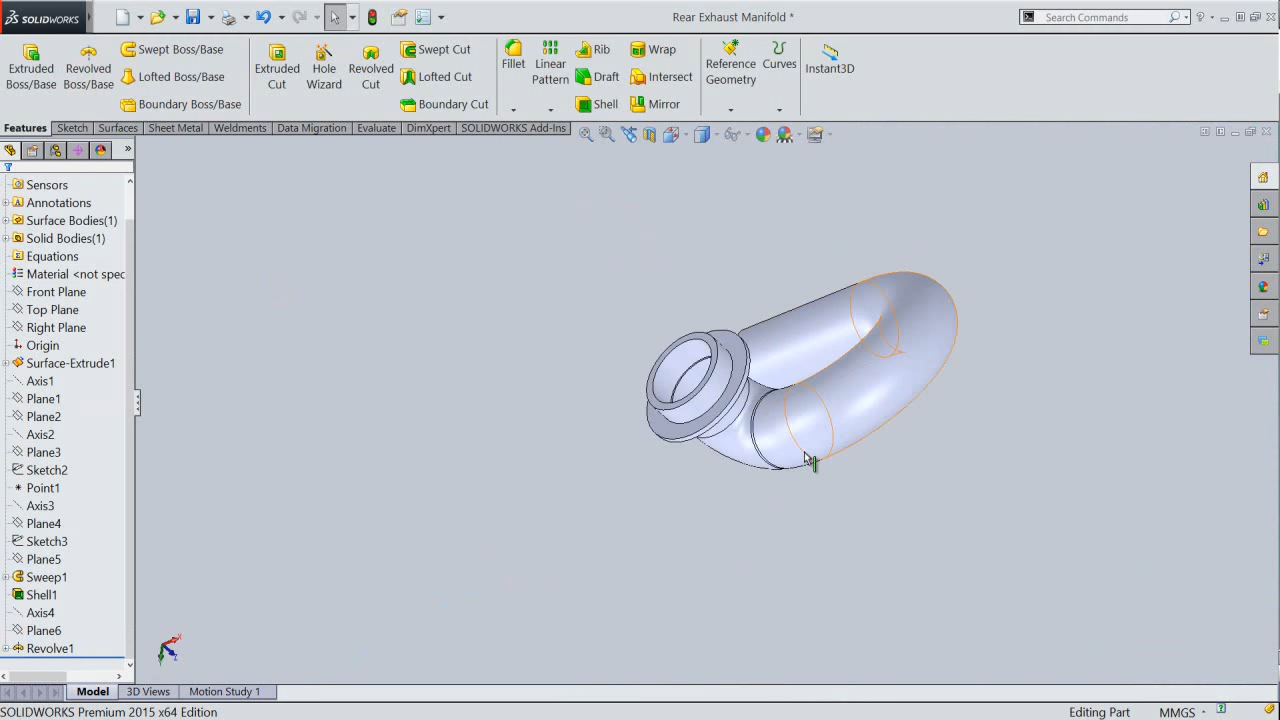 SOLIDWORKS
Rear Exhaust Manifold *
Search Commands
Extruded Boss/Base
Revolved Boss/Base
Swept Boss/Base
Lofted Boss/Base
Boundary Boss/Base
Extruded Cut
Hole Wizard
Revolved Cut
Swept Cut
Lofted Cut
Boundary Cut
Fillet
Linear Pattern
Rib
Draft
Shell
Wrap
Intersect
Mirror
Reference Geometry
Curves
Instant3D
Features Sketch Surfaces Sheet Metal Weldments Data Migration Evaluate DimXpert SOLIDWORKS Add-Ins
Sensors
Annotations
Surface Bodies(1)
Solid Bodies(1)
Equations
Material <not spec
Front Plane
Top Plane
Right Plane
Origin
Surface-Extrude1
Axis1
Plane1
Plane2
Axis2
Plane3
Sketch2
Point1
Axis3
Plane4
Sketch3
Plane5
Sweep1
Shell1
Axis4
Plane6
Revolve1
Model 3D Views Motion Study 1
SOLIDWORKS Premium 2015 x64 Edition
Editing Part
MMGS